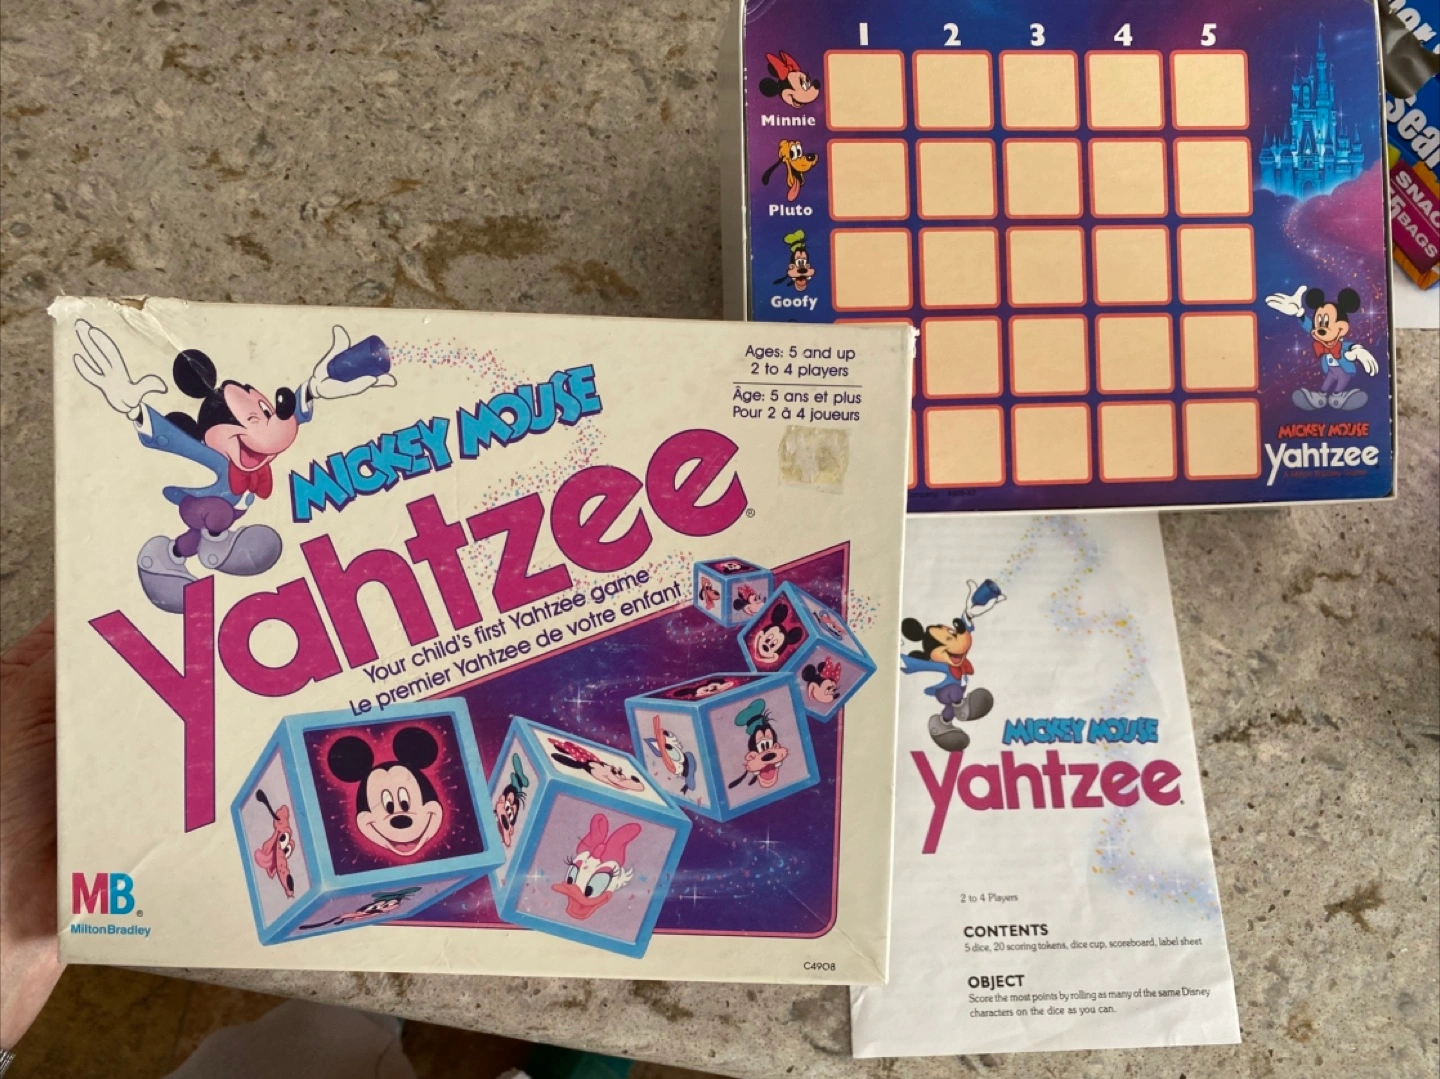 1 2 3 4 5
Minnie
Pluto
Goofy
MICKEY MOUSE
Yahtzee
SNAC
BAGS
Ages: 5 and up
2 to 4 players
Âge: 5 ans et plus
Pour 2 à 4 joueurs
MICKEY MOUSE
Yahtzee®
Your child's first Yahtzee game
Le premier Yahtzee de votre enfant
MB®
MiltonBradley
C4908
MICKEY MOUSE
Yahtzee
2 to 4 Players
CONTENTS
5 dice, 20 scoring tokens, dice cup, scoreboard, label sheet
OBJECT
Score the most points by rolling as many of the same Disney
characters on the dice as you can.